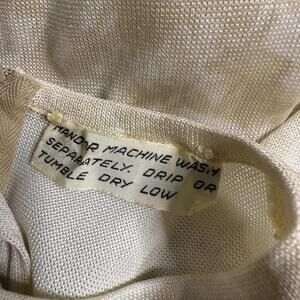 HAND OR MACHINE WASH
SEPARATELY. DRIP OR
TUMBLE DRY LOW